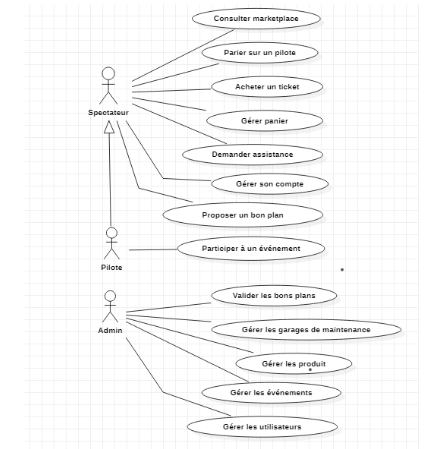 Consulter marketplace
Parier sur un pilote
Acheter un ticket
Gérer panier
Spectateur
Demander assistance
Gérer son compte
Proposer un bon plan
Participer à un événement
Pilote
Valider les bons plans
Admin
Gérer les garages de maintenance
Gérer les produit
Gérer les événements
Gérer les utilisateurs